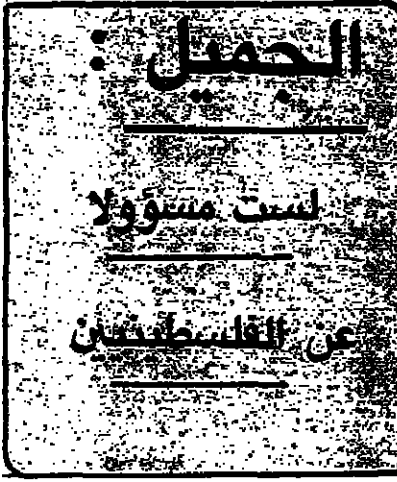 الجميل :
لست مسؤولا
عن الفلسطينيين